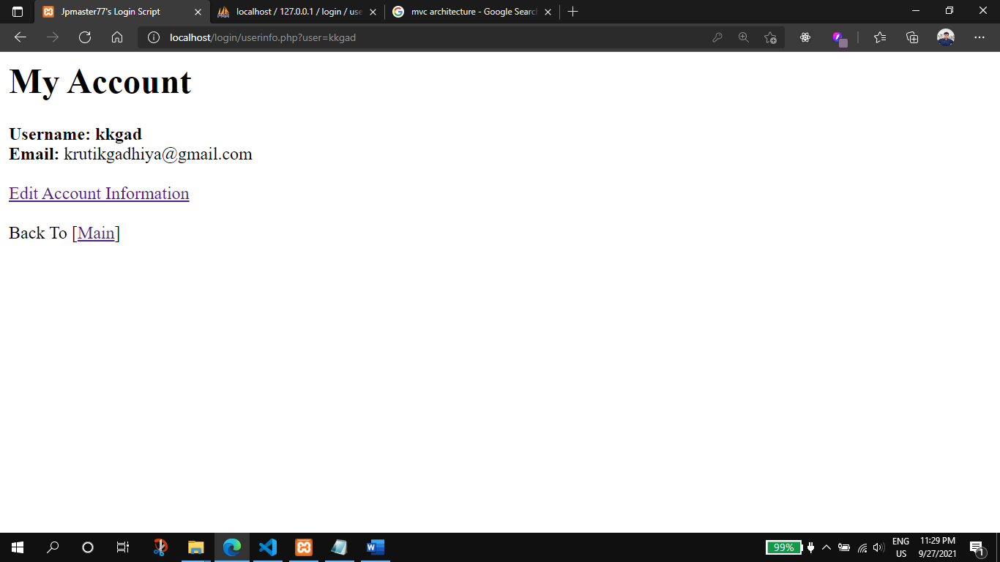 Jpmaster77's Login Script
localhost / 127.0.0.1 / login / use
mvc architecture - Google Search
localhost/login/userinfo.php?user=kkgad
My Account
Username: kkgad
Email: krutikgadhiya@gmail.com
Edit Account Information
Back To [Main]
99%
ENG
US
11:29 PM
9/27/2021
1